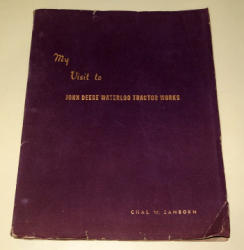 My
Visit to
JOHN DEERE WATERLOO TRACTOR WORKS
CHAS W. SANBORN